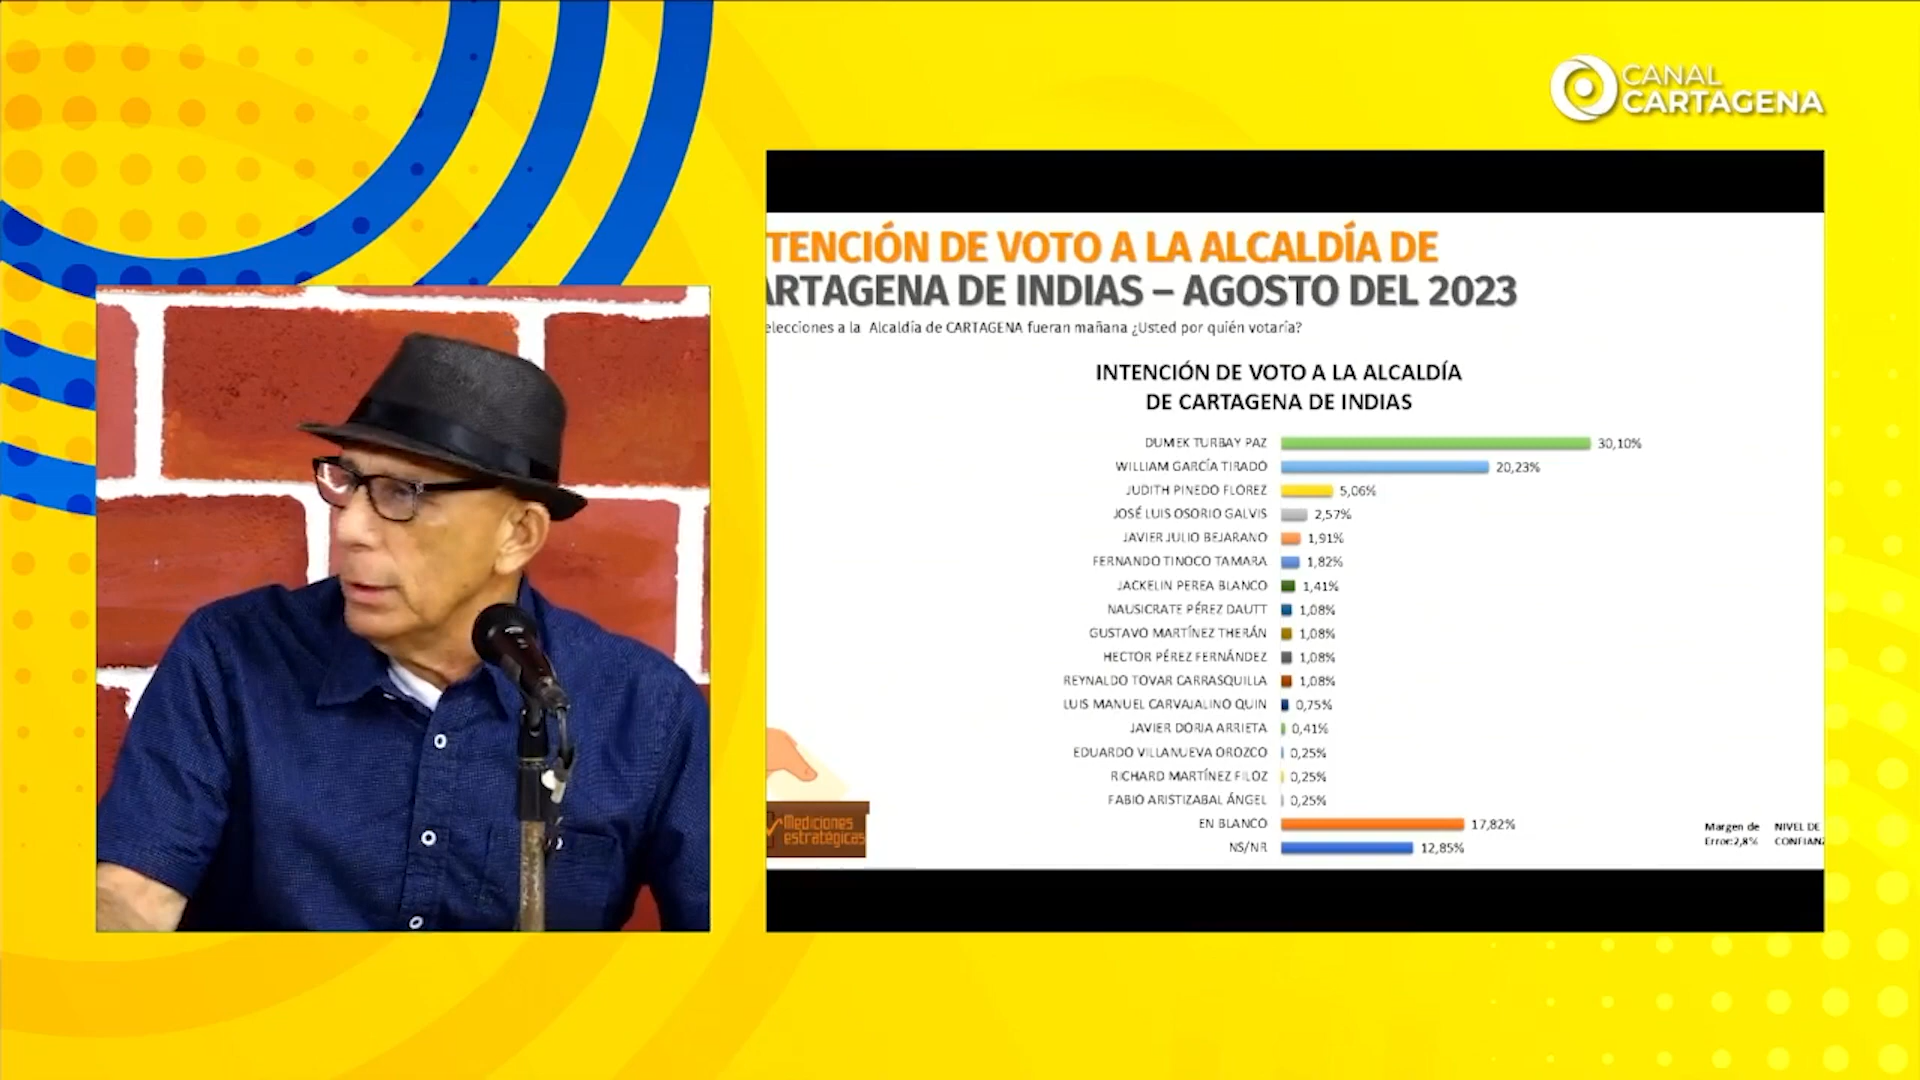 CANAL
CARTAGENA
TENCIÓN DE VOTO A LA ALCALDÍA DE
ARTAGENA DE INDIAS – AGOSTO DEL 2023
elecciones a la Alcaldía de CARTAGENA fueran mañana ¿Usted por quién votaría?
INTENCIÓN DE VOTO A LA ALCALDÍA
DE CARTAGENA DE INDIAS
DUMEK TURBAY PAZ 30,10%
WILLIAM GARCÍA TIRADO 20,23%
JUDITH PINEDO FLOREZ 5,06%
JOSÉ LUIS OSORIO GALVIS 2,57%
JAVIER JULIO BEJARANO 1,91%
FERNANDO TINOCO TAMARA 1,82%
JACKELIN PEREA BLANCO 1,41%
NAUSICRATE PÉREZ DAUTT 1,08%
GUSTAVO MARTÍNEZ THERÁN 1,08%
HECTOR PÉREZ FERNÁNDEZ 1,08%
REYNALDO TOVAR CARRASQUILLA 1,08%
LUIS MANUEL CARVAJALINO QUIN 0,75%
JAVIER DORIA ARRIETA 0,41%
EDUARDO VILLANUEVA OROZCO 0,25%
RICHARD MARTÍNEZ FILOZ 0,25%
FABIO ARISTIZABAL ÁNGEL 0,25%
EN BLANCO 17,82%
NS/NR 12,85%
Mediciones
estratégicas
Margen de
Error:2,8%
NIVEL DE
CONFIANZ